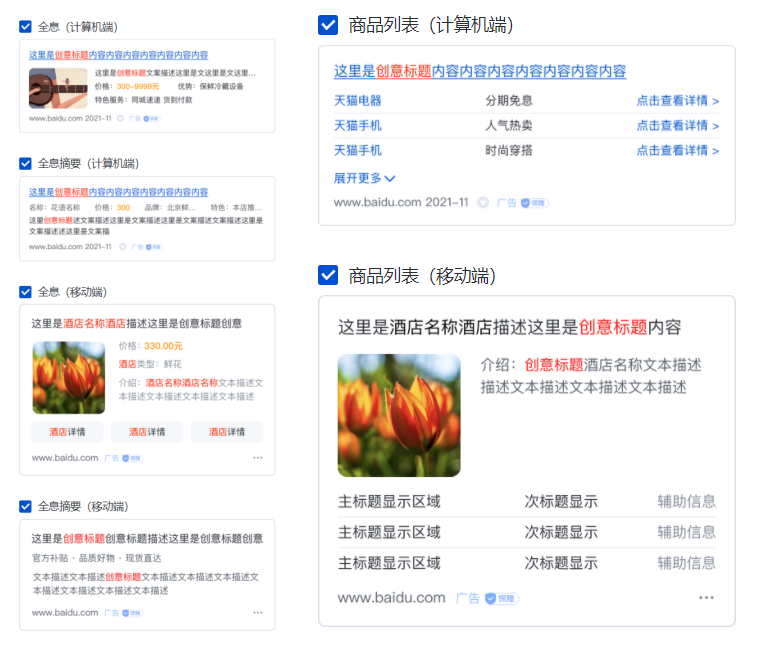 全息（计算机端）
这里是创意标题内容内容内容内容内容内容内容
这里是创意标题文案描述这里是文这里是文这里...
价格：300-9999元 优势：保鲜冷藏设备
特色服务：同城速递 货到付款
www.baidu.com 2021-11 广告 保障
全息摘要（计算机端）
这里是创意标题内容内容内容内容内容内容内容
名称：花语名称 价格：300 品牌：北京鲜... 特色：本店推...
这里创意标题述文案描述这里是文案描述这里是文案描述文案描述这里是
文案描述述这里是文案描
www.baidu.com 2021-11 广告 保障
全息（移动端）
这里是酒店名称酒店描述这里是创意标题创意
价格：330.00元
酒店类型：鲜花
介绍：酒店名称酒店名称文本描述文
本描述文本描述文本描述文本描述
酒店详情 酒店详情 酒店详情
www.baidu.com 广告 保障 ...
全息摘要（移动端）
这里是创意标题创意标题描述这里是创意标题创意
官方补贴 · 品质好物 · 现货直达
文本描述文本描述创意标题文本描述文本描述文本描述文
本描述文本描述文本描述文本描述
www.baidu.com 广告 保障 ...
商品列表（计算机端）
这里是创意标题内容内容内容内容内容内容内容
天猫电器 分期免息 点击查看详情 >
天猫手机 人气热卖 点击查看详情 >
天猫手机 时尚穿搭 点击查看详情 >
展开更多
www.baidu.com 2021-11 广告 保障
商品列表（移动端）
这里是酒店名称酒店描述这里是创意标题内容
介绍：创意标题酒店名称文本描述
描述文本描述文本描述文本描述
主标题显示区域 次标题显示 辅助信息
主标题显示区域 次标题显示 辅助信息
主标题显示区域 次标题显示 辅助信息
www.baidu.com 广告 保障 ...